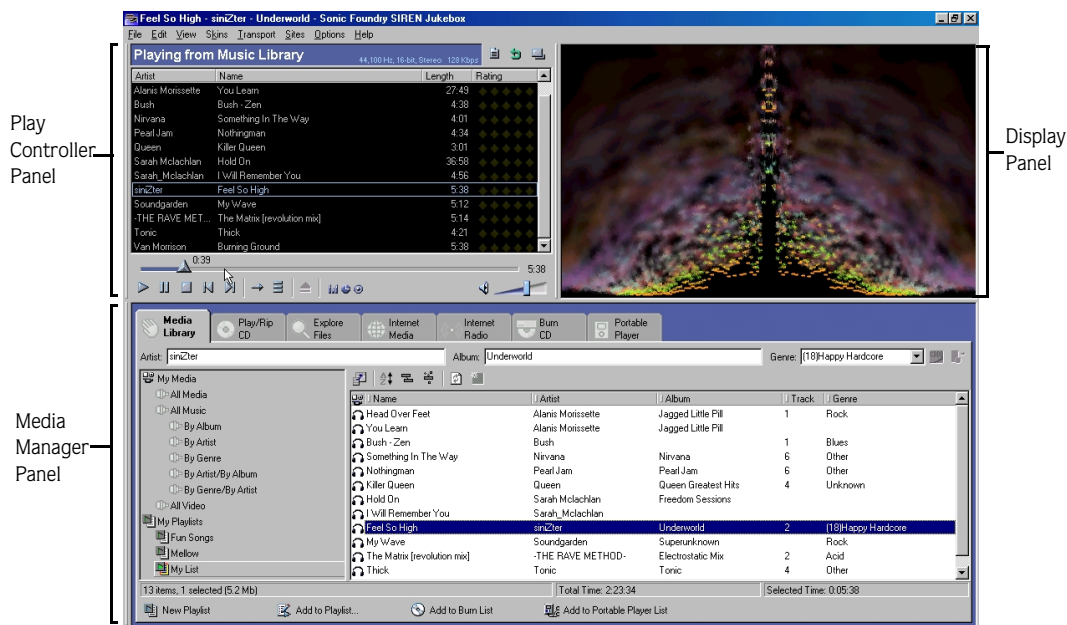 Feel So High - siniZter - Underworld - Sonic Foundry SIREN Jukebox
File Edit View Skins Transport Sites Options Help
Playing from Music Library
44,100 Hz, 16-bit, Stereo 128 Kbps
Artist Name Length Rating
Alanis Morissette You Learn 27:49
Bush Bush - Zen 4:38
Nirvana Something In The Way 4:01
Pearl Jam Nothingman 4:34
Queen Killer Queen 3:01
Sarah Mclachlan Hold On 36:58
Sarah_Mclachlan I Will Remember You 4:56
siniZter Feel So High 5:38
Soundgarden My Wave 5:12
-THE RAVE MET... The Matrix [revolution mix] 5:14
Tonic Thick 4:21
Van Morrison Burning Ground 5:38
0:39
5:38
Play
Controller
Panel
Display
Panel
Media
Library
Play/Rip
CD
Explore
Files
Internet
Media
Internet
Radio
Burn
CD
Portable
Player
Artist: siniZter Album: Underworld Genre: (18)Happy Hardcore
Media
Manager
Panel
My Media
All Media
All Music
By Album
By Artist
By Genre
By Artist/By Album
By Genre/By Artist
All Video
My Playlists
Fun Songs
Mellow
My List
Name Artist Album Track Genre
Head Over Feet Alanis Morissette Jagged Little Pill 1 Rock
You Learn Alanis Morissette Jagged Little Pill
Bush - Zen Bush 1 Blues
Something In The Way Nirvana Nirvana 6 Other
Nothingman Pearl Jam Pearl Jam 6 Other
Killer Queen Queen Queen Greatest Hits 4 Unknown
Hold On Sarah Mclachlan Freedom Sessions
I Will Remember You Sarah_Mclachlan
Feel So High siniZter Underworld 2 (18)Happy Hardcore
My Wave Soundgarden Superunknown Rock
The Matrix [revolution mix] -THE RAVE METHOD- Electrostatic Mix 2 Acid
Thick Tonic Tonic 4 Other
13 items, 1 selected (5.2 Mb) Total Time: 2:23:34 Selected Time: 0:05:38
New Playlist Add to Playlist... Add to Burn List Add to Portable Player List